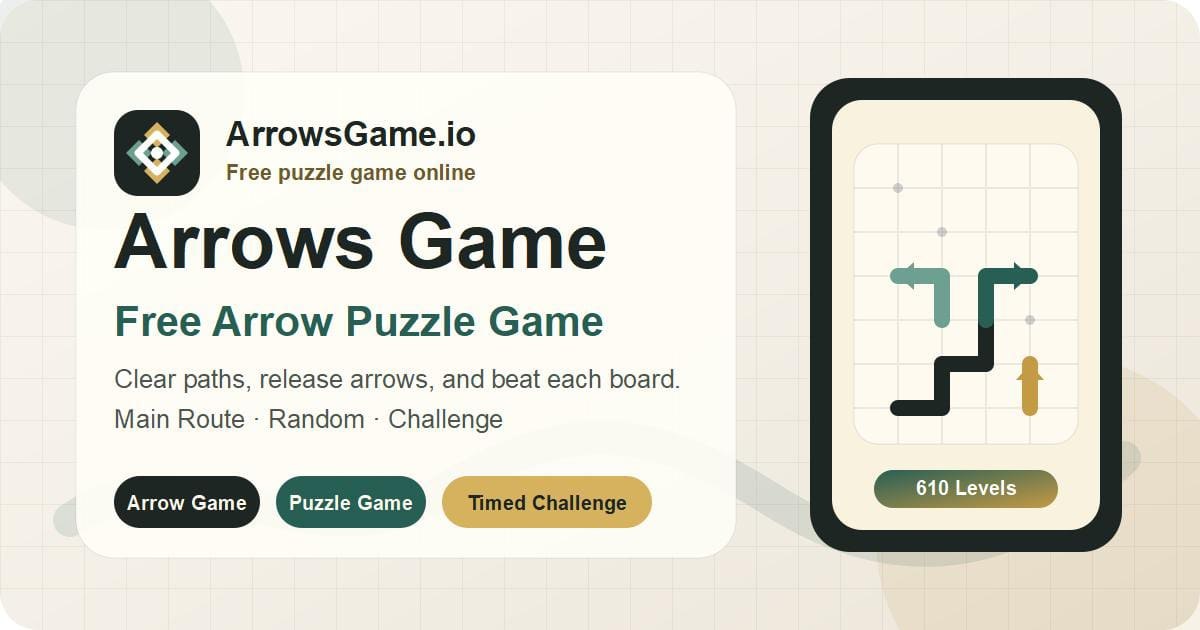 ArrowsGame.io
Free puzzle game online
Arrows Game
Free Arrow Puzzle Game
Clear paths, release arrows, and beat each board.
Main Route · Random · Challenge
Arrow Game
Puzzle Game
Timed Challenge
610 Levels